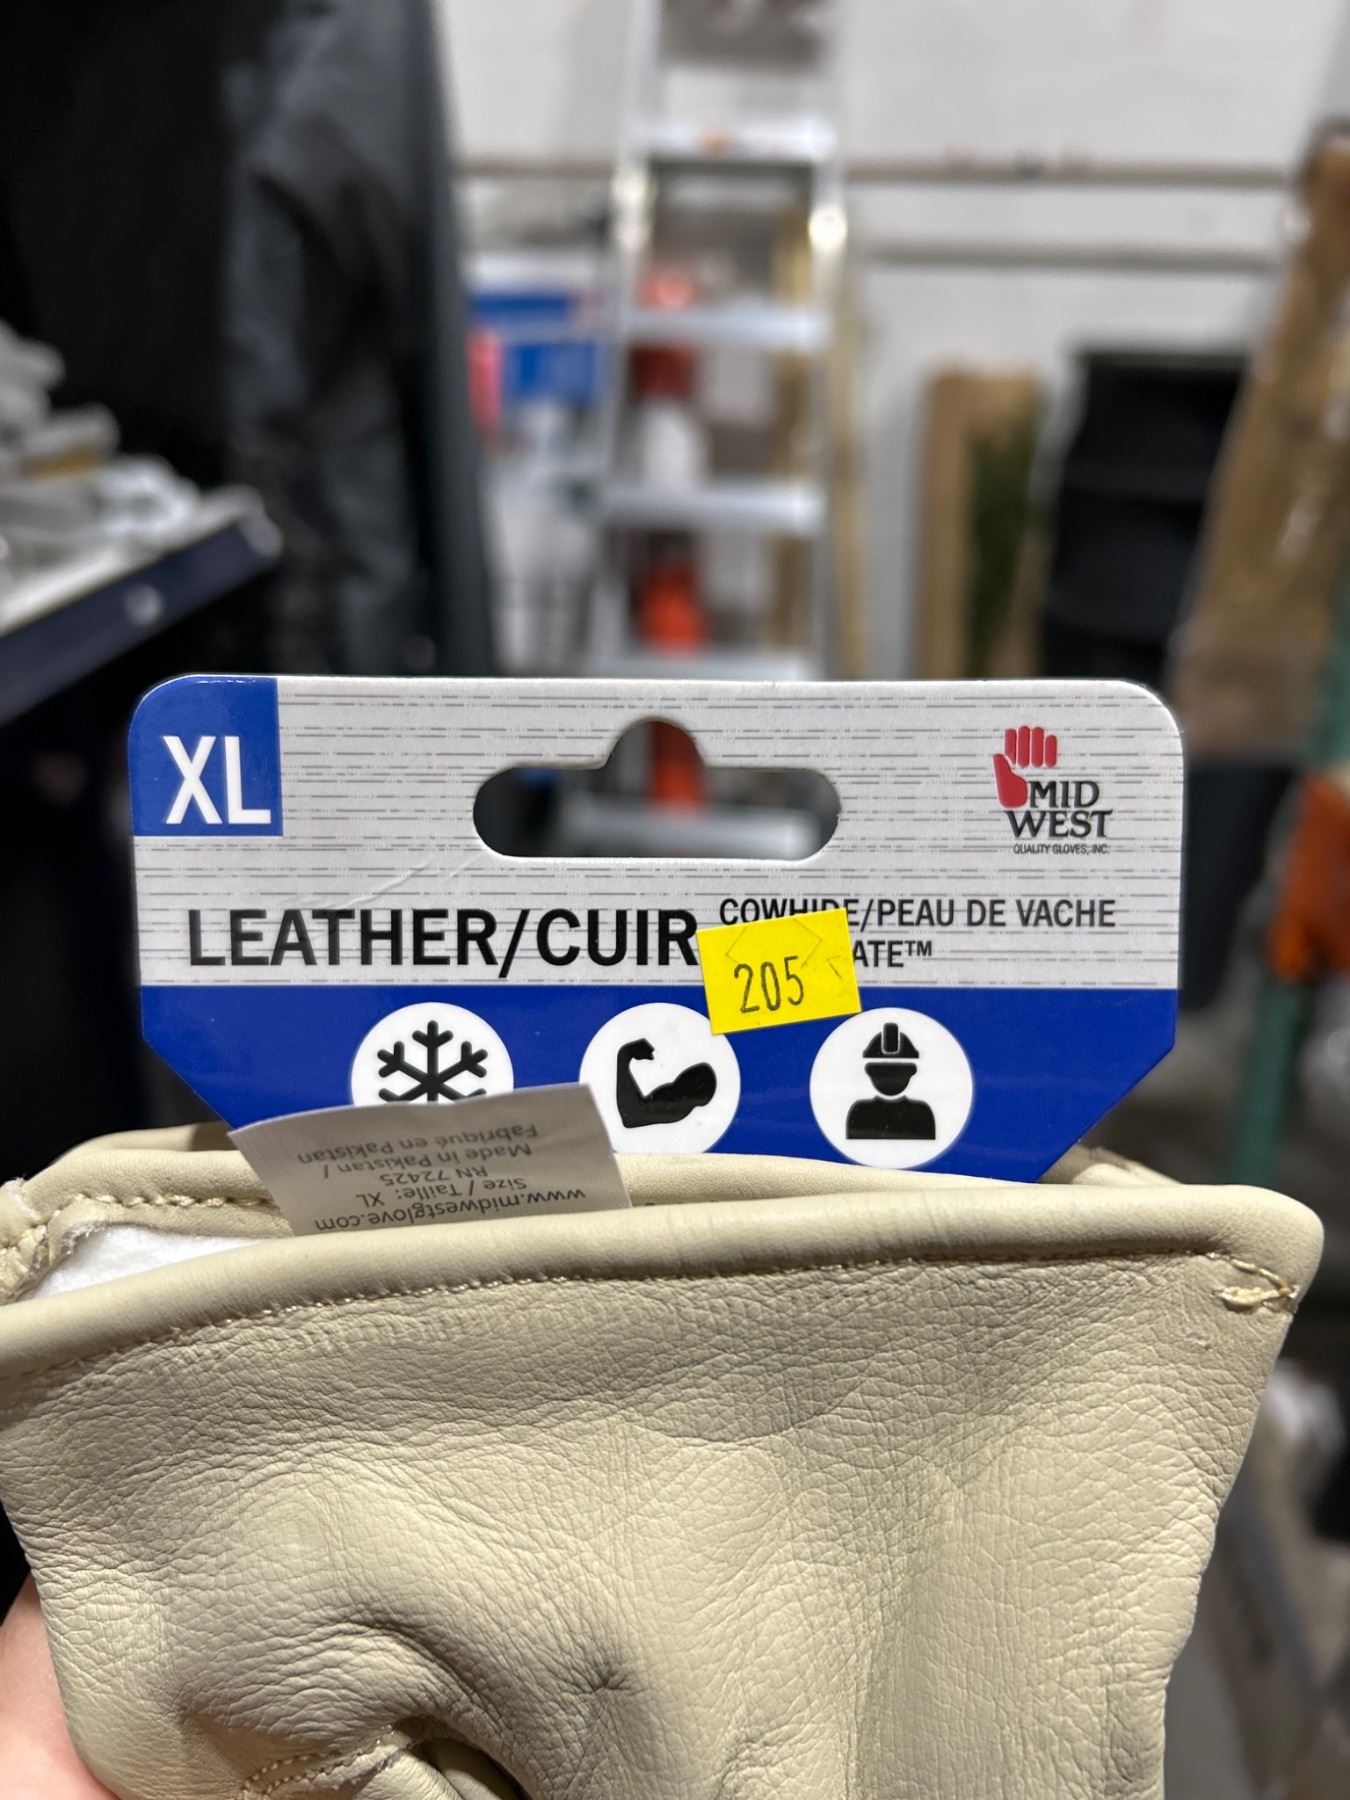 XL
MID
WEST
QUALITY GLOVES, INC.
LEATHER/CUIR
COWHIDE/PEAU DE VACHE
205
www.midwestglove.com
Size / Taille: XL
RN 72425
Made in Pakistan /
Fabriqué en Pakistan